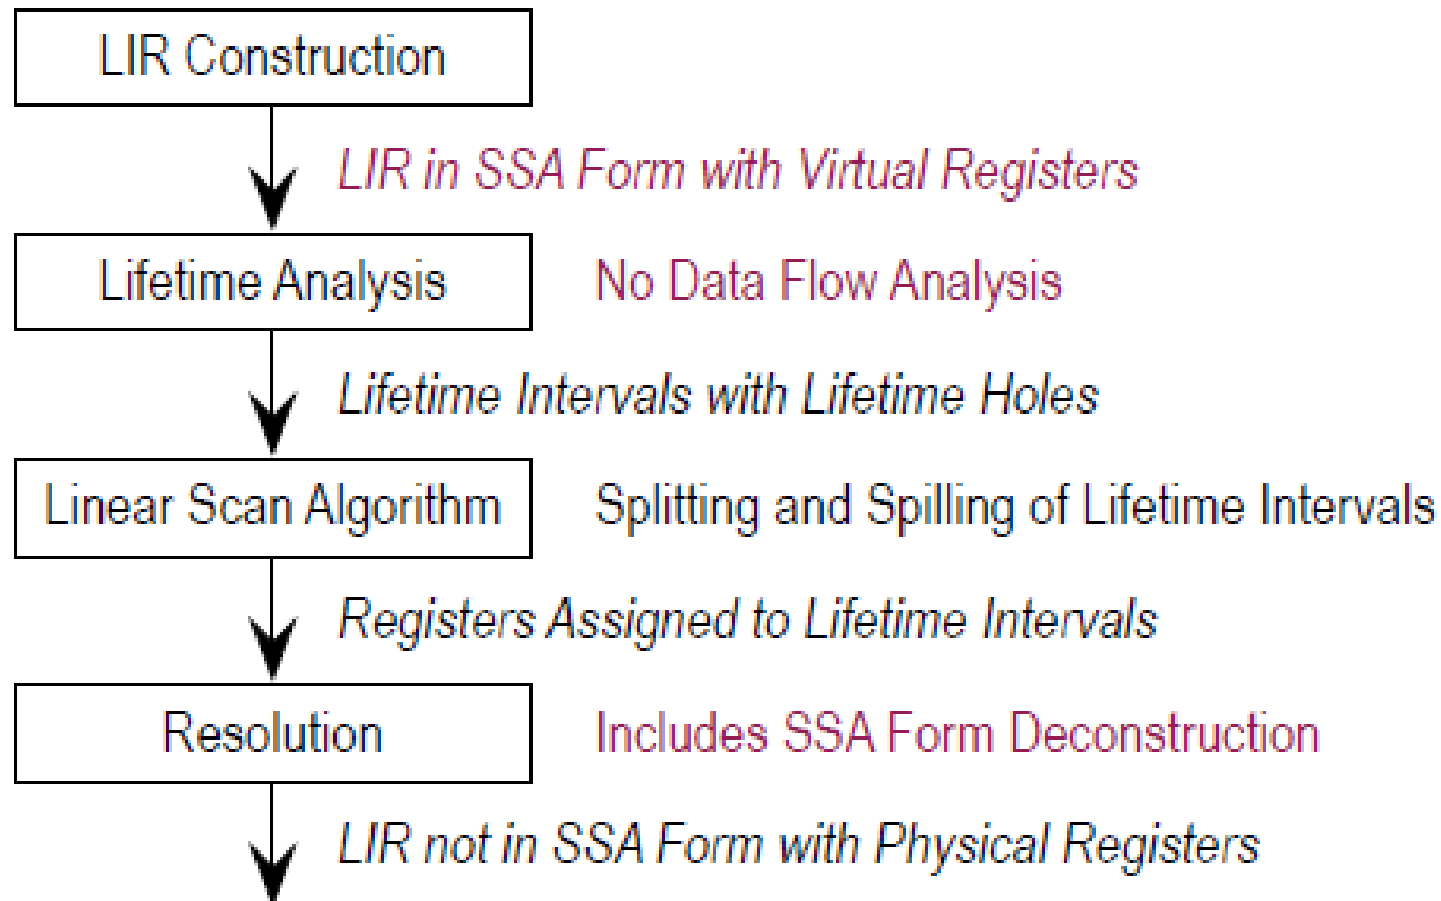 LIR Construction
LIR in SSA Form with Virtual Registers
Lifetime Analysis
No Data Flow Analysis
Lifetime Intervals with Lifetime Holes
Linear Scan Algorithm
Splitting and Spilling of Lifetime Intervals
Registers Assigned to Lifetime Intervals
Resolution
Includes SSA Form Deconstruction
LIR not in SSA Form with Physical Registers